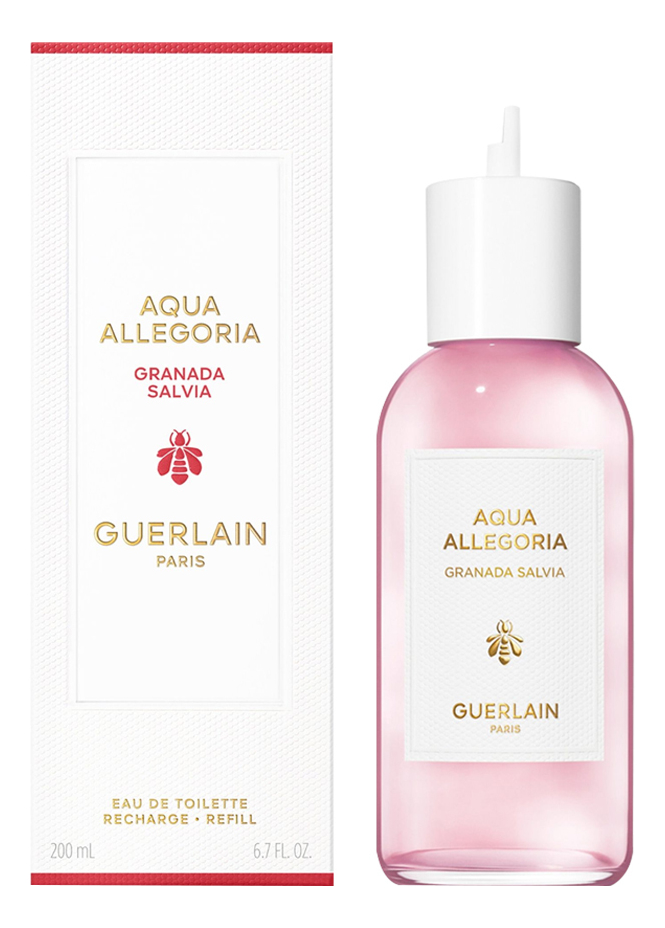 AQUA
ALLEGORIA
GRANADA
SALVIA
GUERLAIN
PARIS
EAU DE TOILETTE
RECHARGE • REFILL
200 mL 6.7 FL. OZ.
AQUA
ALLEGORIA
GRANADA SALVIA
GUERLAIN
PARIS